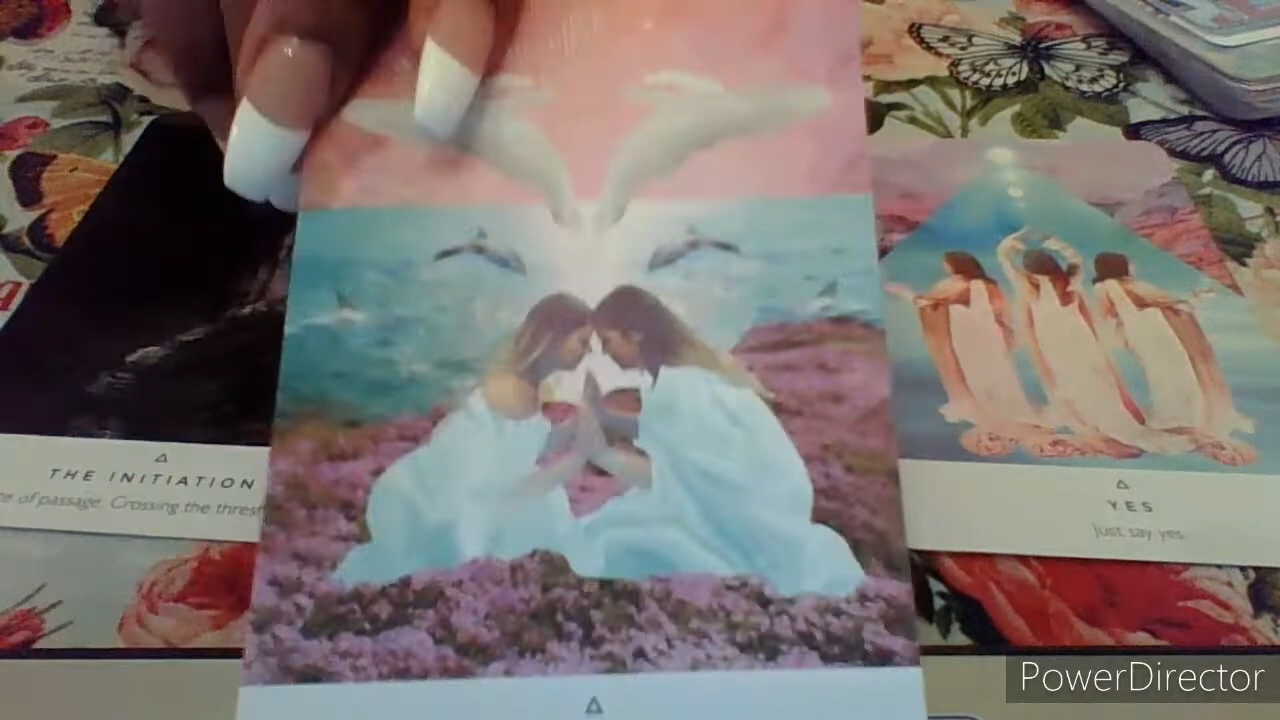 THE INITIATION
of passage. Crossing the thresh
YES
Just say yes.
PowerDirector